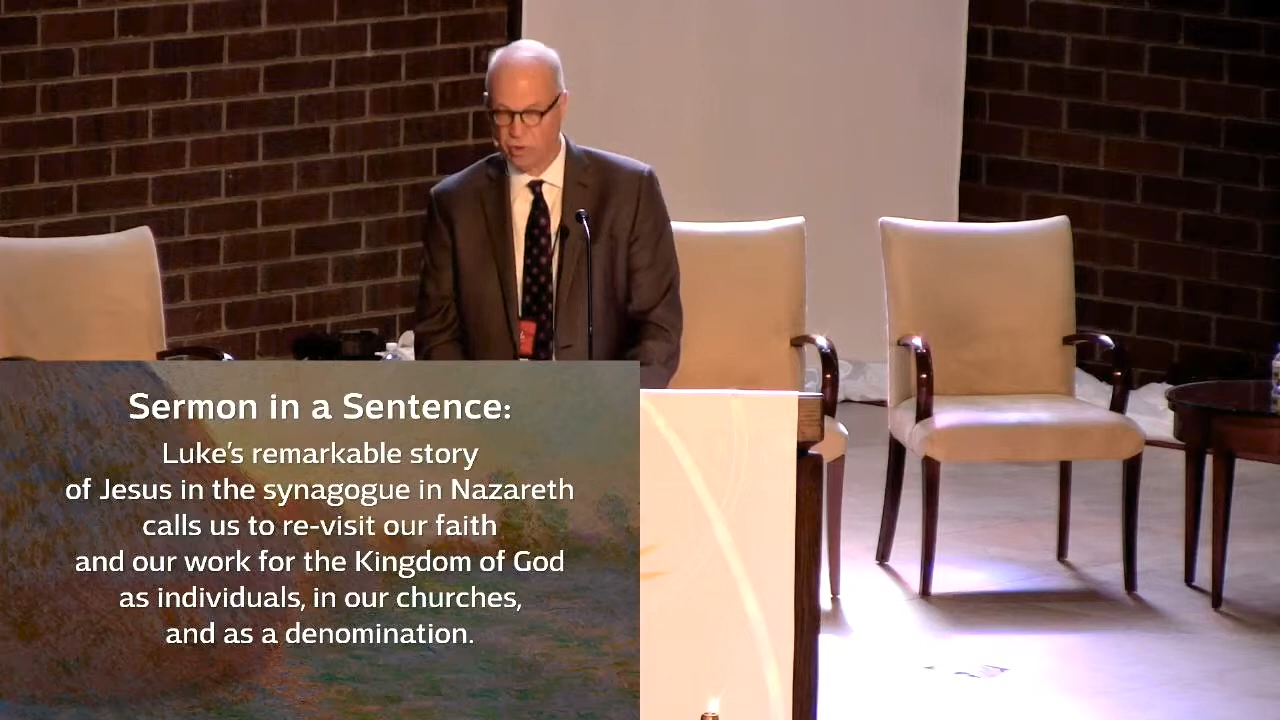 Sermon in a Sentence:
Luke's remarkable story
of Jesus in the synagogue in Nazareth
calls us to re-visit our faith
and our work for the Kingdom of God
as individuals, in our churches,
and as a denomination.